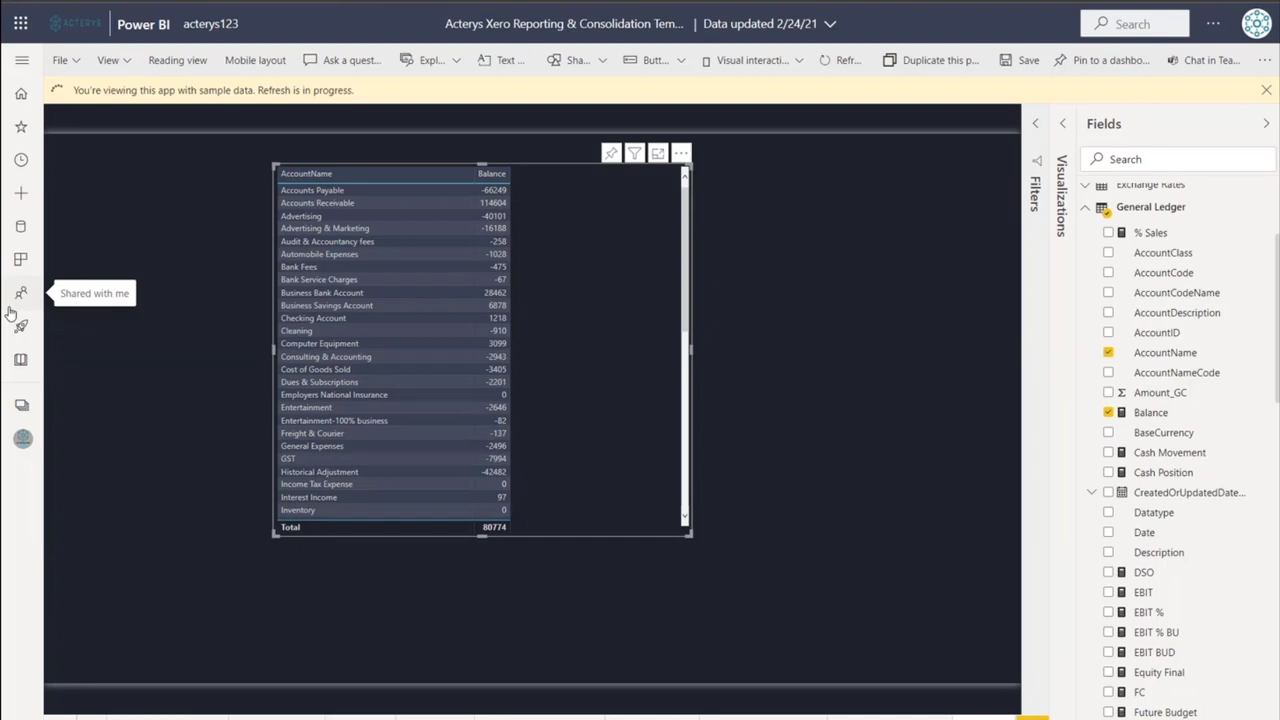 ACTERYS Power BI acterys123 Acterys Xero Reporting & Consolidation Tem... | Data updated 2/24/21 Search ...
File View Reading view Mobile layout Ask a quest... Expl... Text ... Sha... Butt... Visual interacti... Refr... Duplicate this p... Save Pin to a dashbo... Chat in Tea... ...
You're viewing this app with sample data. Refresh is in progress.
Shared with me
AccountName Balance
Accounts Payable -66249
Accounts Receivable 114604
Advertising -40101
Advertising & Marketing -16188
Audit & Accountancy fees -258
Automobile Expenses -1028
Bank Fees -475
Bank Service Charges -67
Business Bank Account 28462
Business Savings Account 6878
Checking Account 1218
Cleaning -910
Computer Equipment 3099
Consulting & Accounting -2943
Cost of Goods Sold -3405
Dues & Subscriptions -2201
Employers National Insurance 0
Entertainment -2646
Entertainment-100% business -82
Freight & Courier -137
General Expenses -2496
GST -7994
Historical Adjustment -42482
Income Tax Expense 0
Interest Income 97
Inventory 0
Total 80774
Filters
Visualizations
Fields
Search
Exchange Rates
General Ledger
% Sales
AccountClass
AccountCode
AccountCodeName
AccountDescription
AccountID
AccountName
AccountNameCode
Σ Amount_GC
Balance
BaseCurrency
Cash Movement
Cash Position
CreatedOrUpdatedDate...
Datatype
Date
Description
DSO
EBIT
EBIT %
EBIT % BU
EBIT BUD
Equity Final
FC
Future Budget